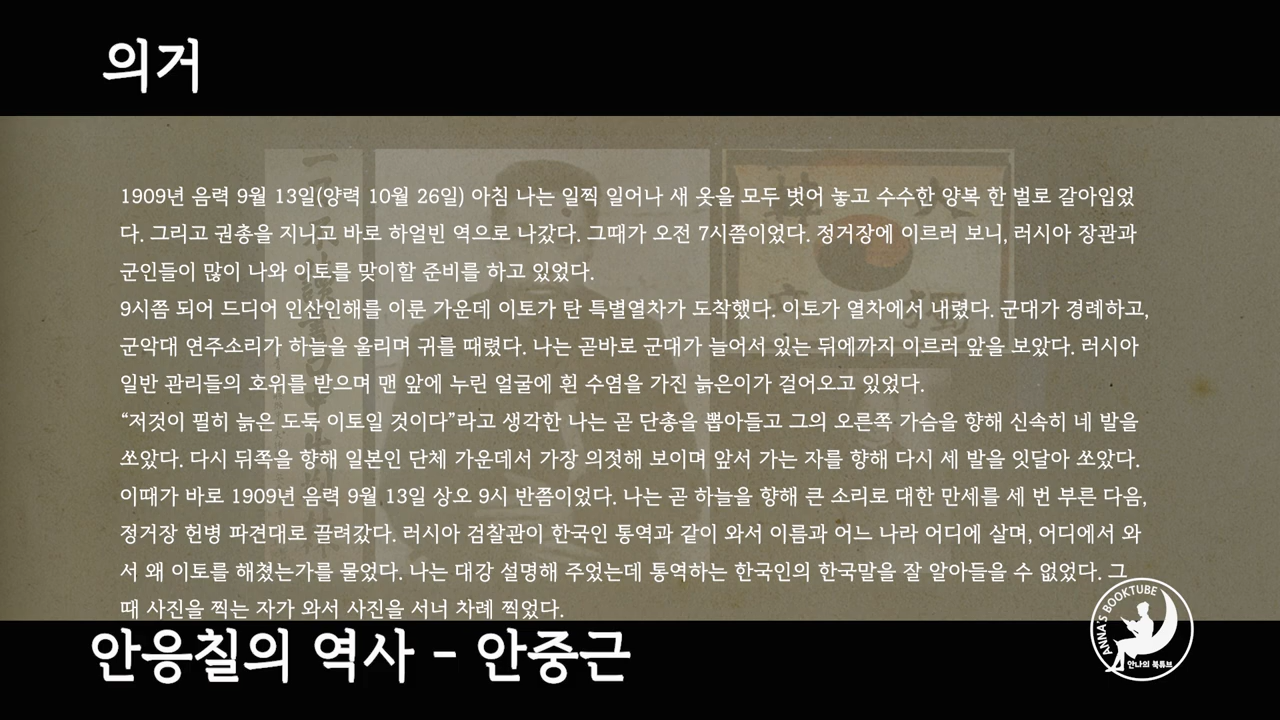 의거
1909년 음력 9월 13일(양력 10월 26일) 아침 나는 일찍 일어나 새 옷을 모두 벗어 놓고 수수한 양복 한 벌로 갈아입었
다. 그리고 권총을 지니고 바로 하얼빈 역으로 나갔다. 그때가 오전 7시쯤이었다. 정거장에 이르러 보니, 러시아 장관과
군인들이 많이 나와 이토를 맞이할 준비를 하고 있었다.
9시쯤 되어 드디어 인산인해를 이룬 가운데 이토가 탄 특별열차가 도착했다. 이토가 열차에서 내렸다. 군대가 경례하고,
군악대 연주소리가 하늘을 울리며 귀를 때렸다. 나는 곧바로 군대가 늘어서 있는 뒤에까지 이르러 앞을 보았다. 러시아
일반 관리들의 호위를 받으며 맨 앞에 누린 얼굴에 흰 수염을 가진 늙은이가 걸어오고 있었다.
“저것이 필히 늙은 도둑 이토일 것이다”라고 생각한 나는 곧 단총을 뽑아들고 그의 오른쪽 가슴을 향해 신속히 네 발을
쏘았다. 다시 뒤쪽을 향해 일본인 단체 가운데서 가장 의젓해 보이며 앞서 가는 자를 향해 다시 세 발을 잇달아 쏘았다.
이때가 바로 1909년 음력 9월 13일 상오 9시 반쯤이었다. 나는 곧 하늘을 향해 큰 소리로 대한 만세를 세 번 부른 다음,
정거장 헌병 파견대로 끌려갔다. 러시아 검찰관이 한국인 통역과 같이 와서 이름과 어느 나라 어디에 살며, 어디에서 와
서 왜 이토를 해쳤는가를 물었다. 나는 대강 설명해 주었는데 통역하는 한국인의 한국말을 잘 알아들을 수 없었다. 그
때 사진을 찍는 자가 와서 사진을 서너 차례 찍었다.
안응칠의 역사 - 안중근
ANNA'S BOOKTUBE
안나의 북튜브